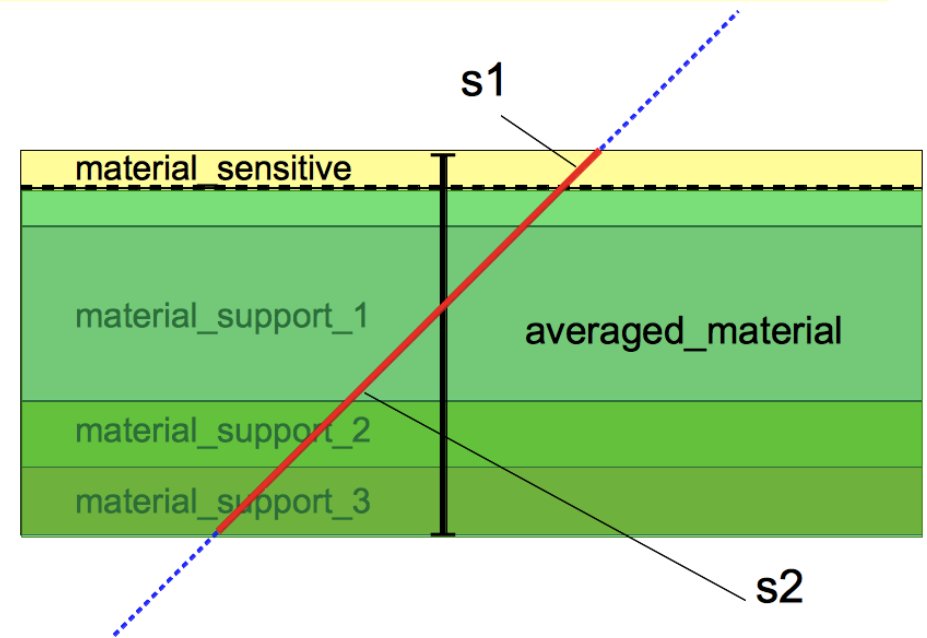 s1
material_sensitive
material_support_1
averaged_material
material_support_2
material_support_3
s2